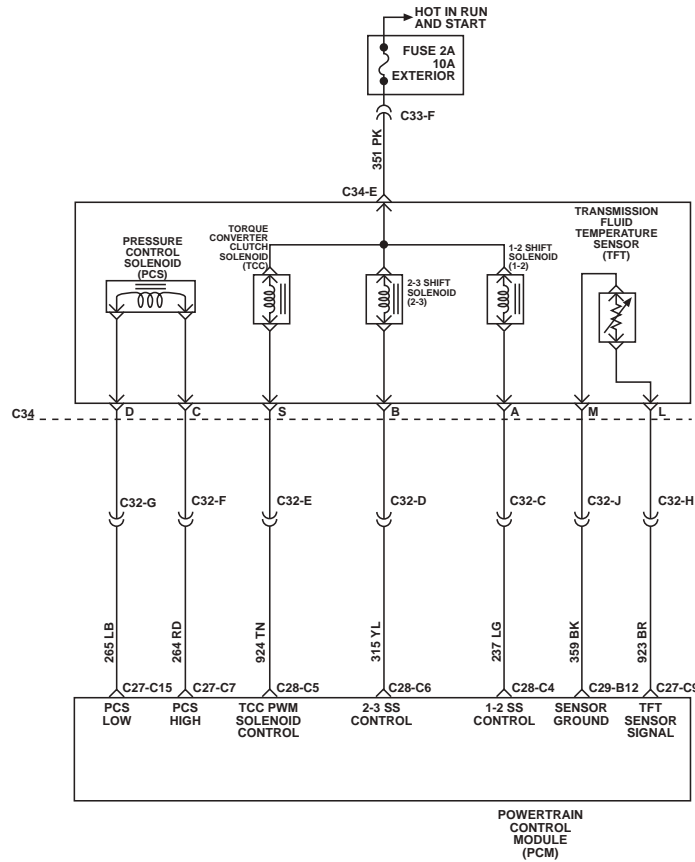 HOT IN RUN
AND START
FUSE 2A
10A
EXTERIOR
C33-F
351 PK
C34-E
PRESSURE
CONTROL
SOLENOID
(PCS)
TORQUE
CONVERTER
CLUTCH
SOLENOID
(TCC)
2-3 SHIFT
SOLENOID
(2-3)
1-2 SHIFT
SOLENOID
(1-2)
TRANSMISSION
FLUID
TEMPERATURE
SENSOR
(TFT)
C34
D
C
S
B
A
M
L
C32-G
C32-F
C32-E
C32-D
C32-C
C32-J
C32-H
265 LB
264 RD
924 TN
315 YL
237 LG
359 BK
923 BR
C27-C15
C27-C7
C28-C5
C28-C6
C28-C4
C29-B12
C27-C9
PCS
LOW
PCS
HIGH
TCC PWM
SOLENOID
CONTROL
2-3 SS
CONTROL
1-2 SS
CONTROL
SENSOR
GROUND
TFT
SENSOR
SIGNAL
POWERTRAIN
CONTROL
MODULE
(PCM)